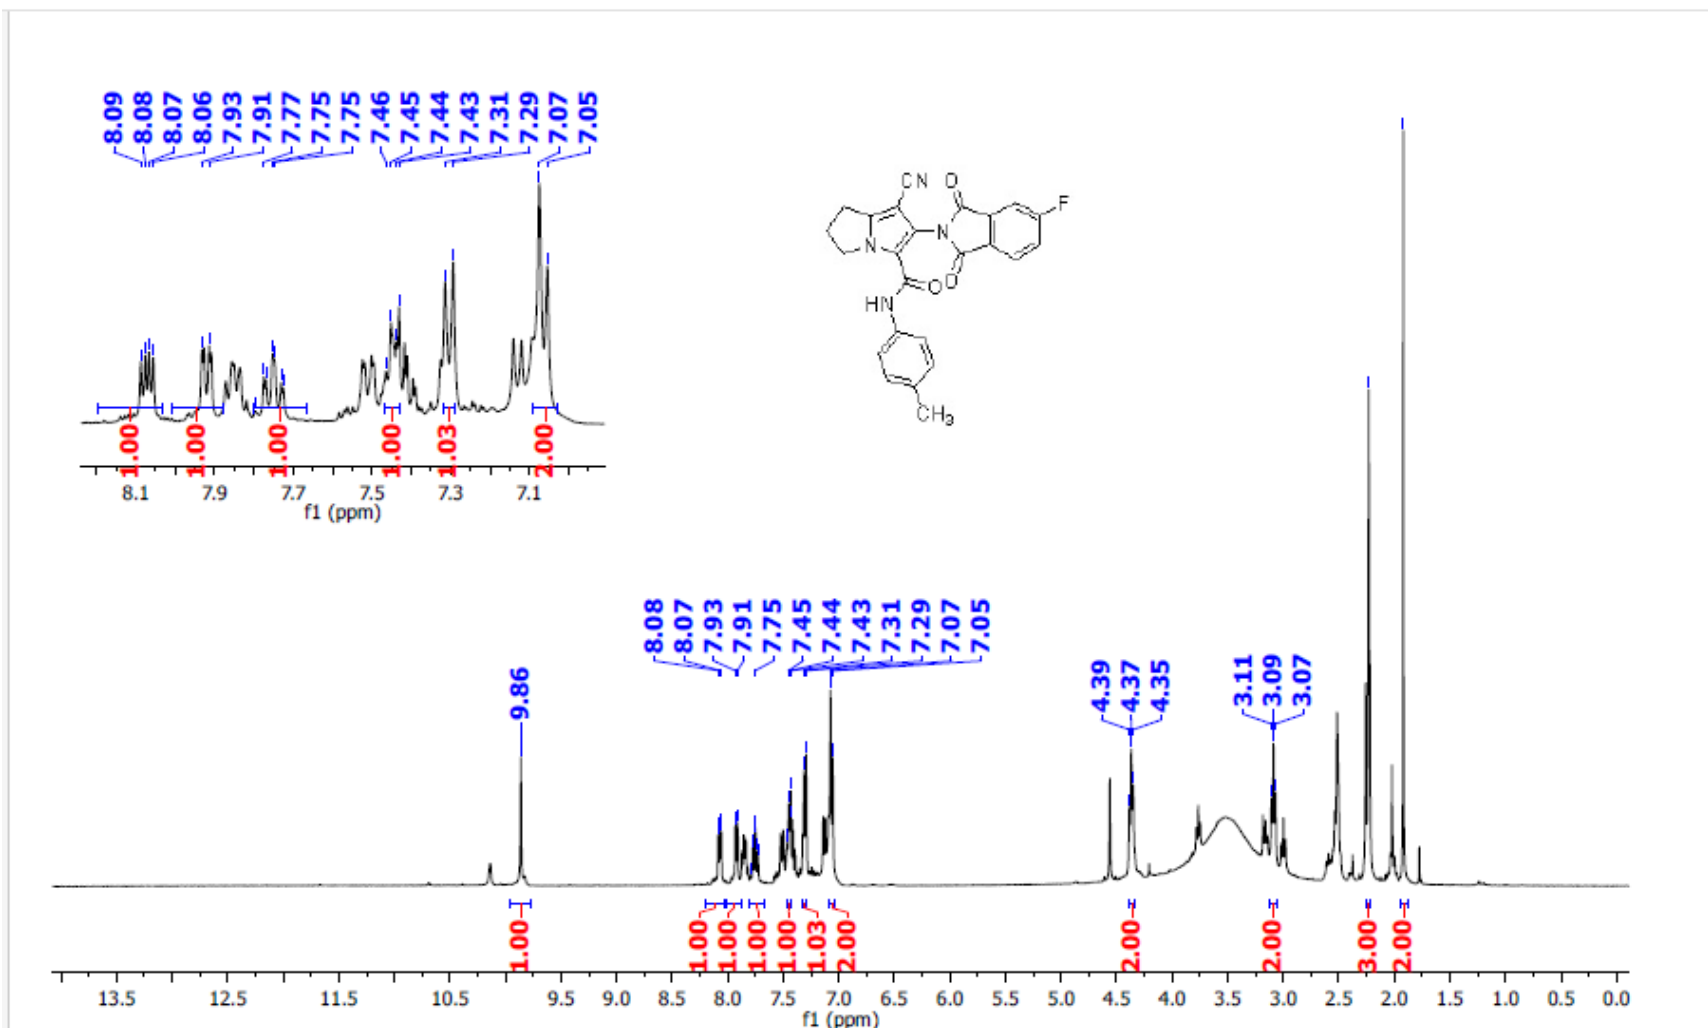 8.09 8.08 8.07 8.06 7.93 7.91 7.77 7.75 7.75 7.46 7.45 7.44 7.43 7.31 7.29 7.07 7.05
CN
O
F
N
N
O
O
HN
CH3
1.00 1.00 1.00 1.00 1.03 2.00
8.1 7.9 7.7 7.5 7.3 7.1
f1 (ppm)
9.86
8.08 8.07 7.93 7.91 7.75 7.45 7.44 7.43 7.31 7.29 7.07 7.05
4.39 4.37 4.35
3.11 3.09 3.07
1.00 1.00 1.00 1.00 1.00 1.03 2.00 2.00 2.00 3.00 2.00
13.5 12.5 11.5 10.5 9.5 9.0 8.5 8.0 7.5 7.0 6.5 6.0 5.5 5.0 4.5 4.0 3.5 3.0 2.5 2.0 1.5 1.0 0.5 0.0
f1 (ppm)